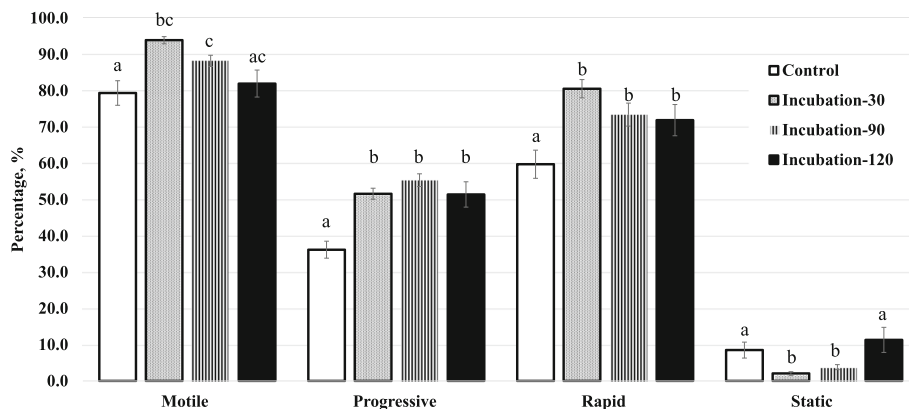 100.0
90.0
80.0
70.0
60.0
50.0
40.0
30.0
20.0
10.0
0.0
Percentage, %
a
bc
c
ac
a
b
b
b
a
b
b
b
a
b
b
a
Control
Incubation-30
Incubation-90
Incubation-120
Motile
Progressive
Rapid
Static